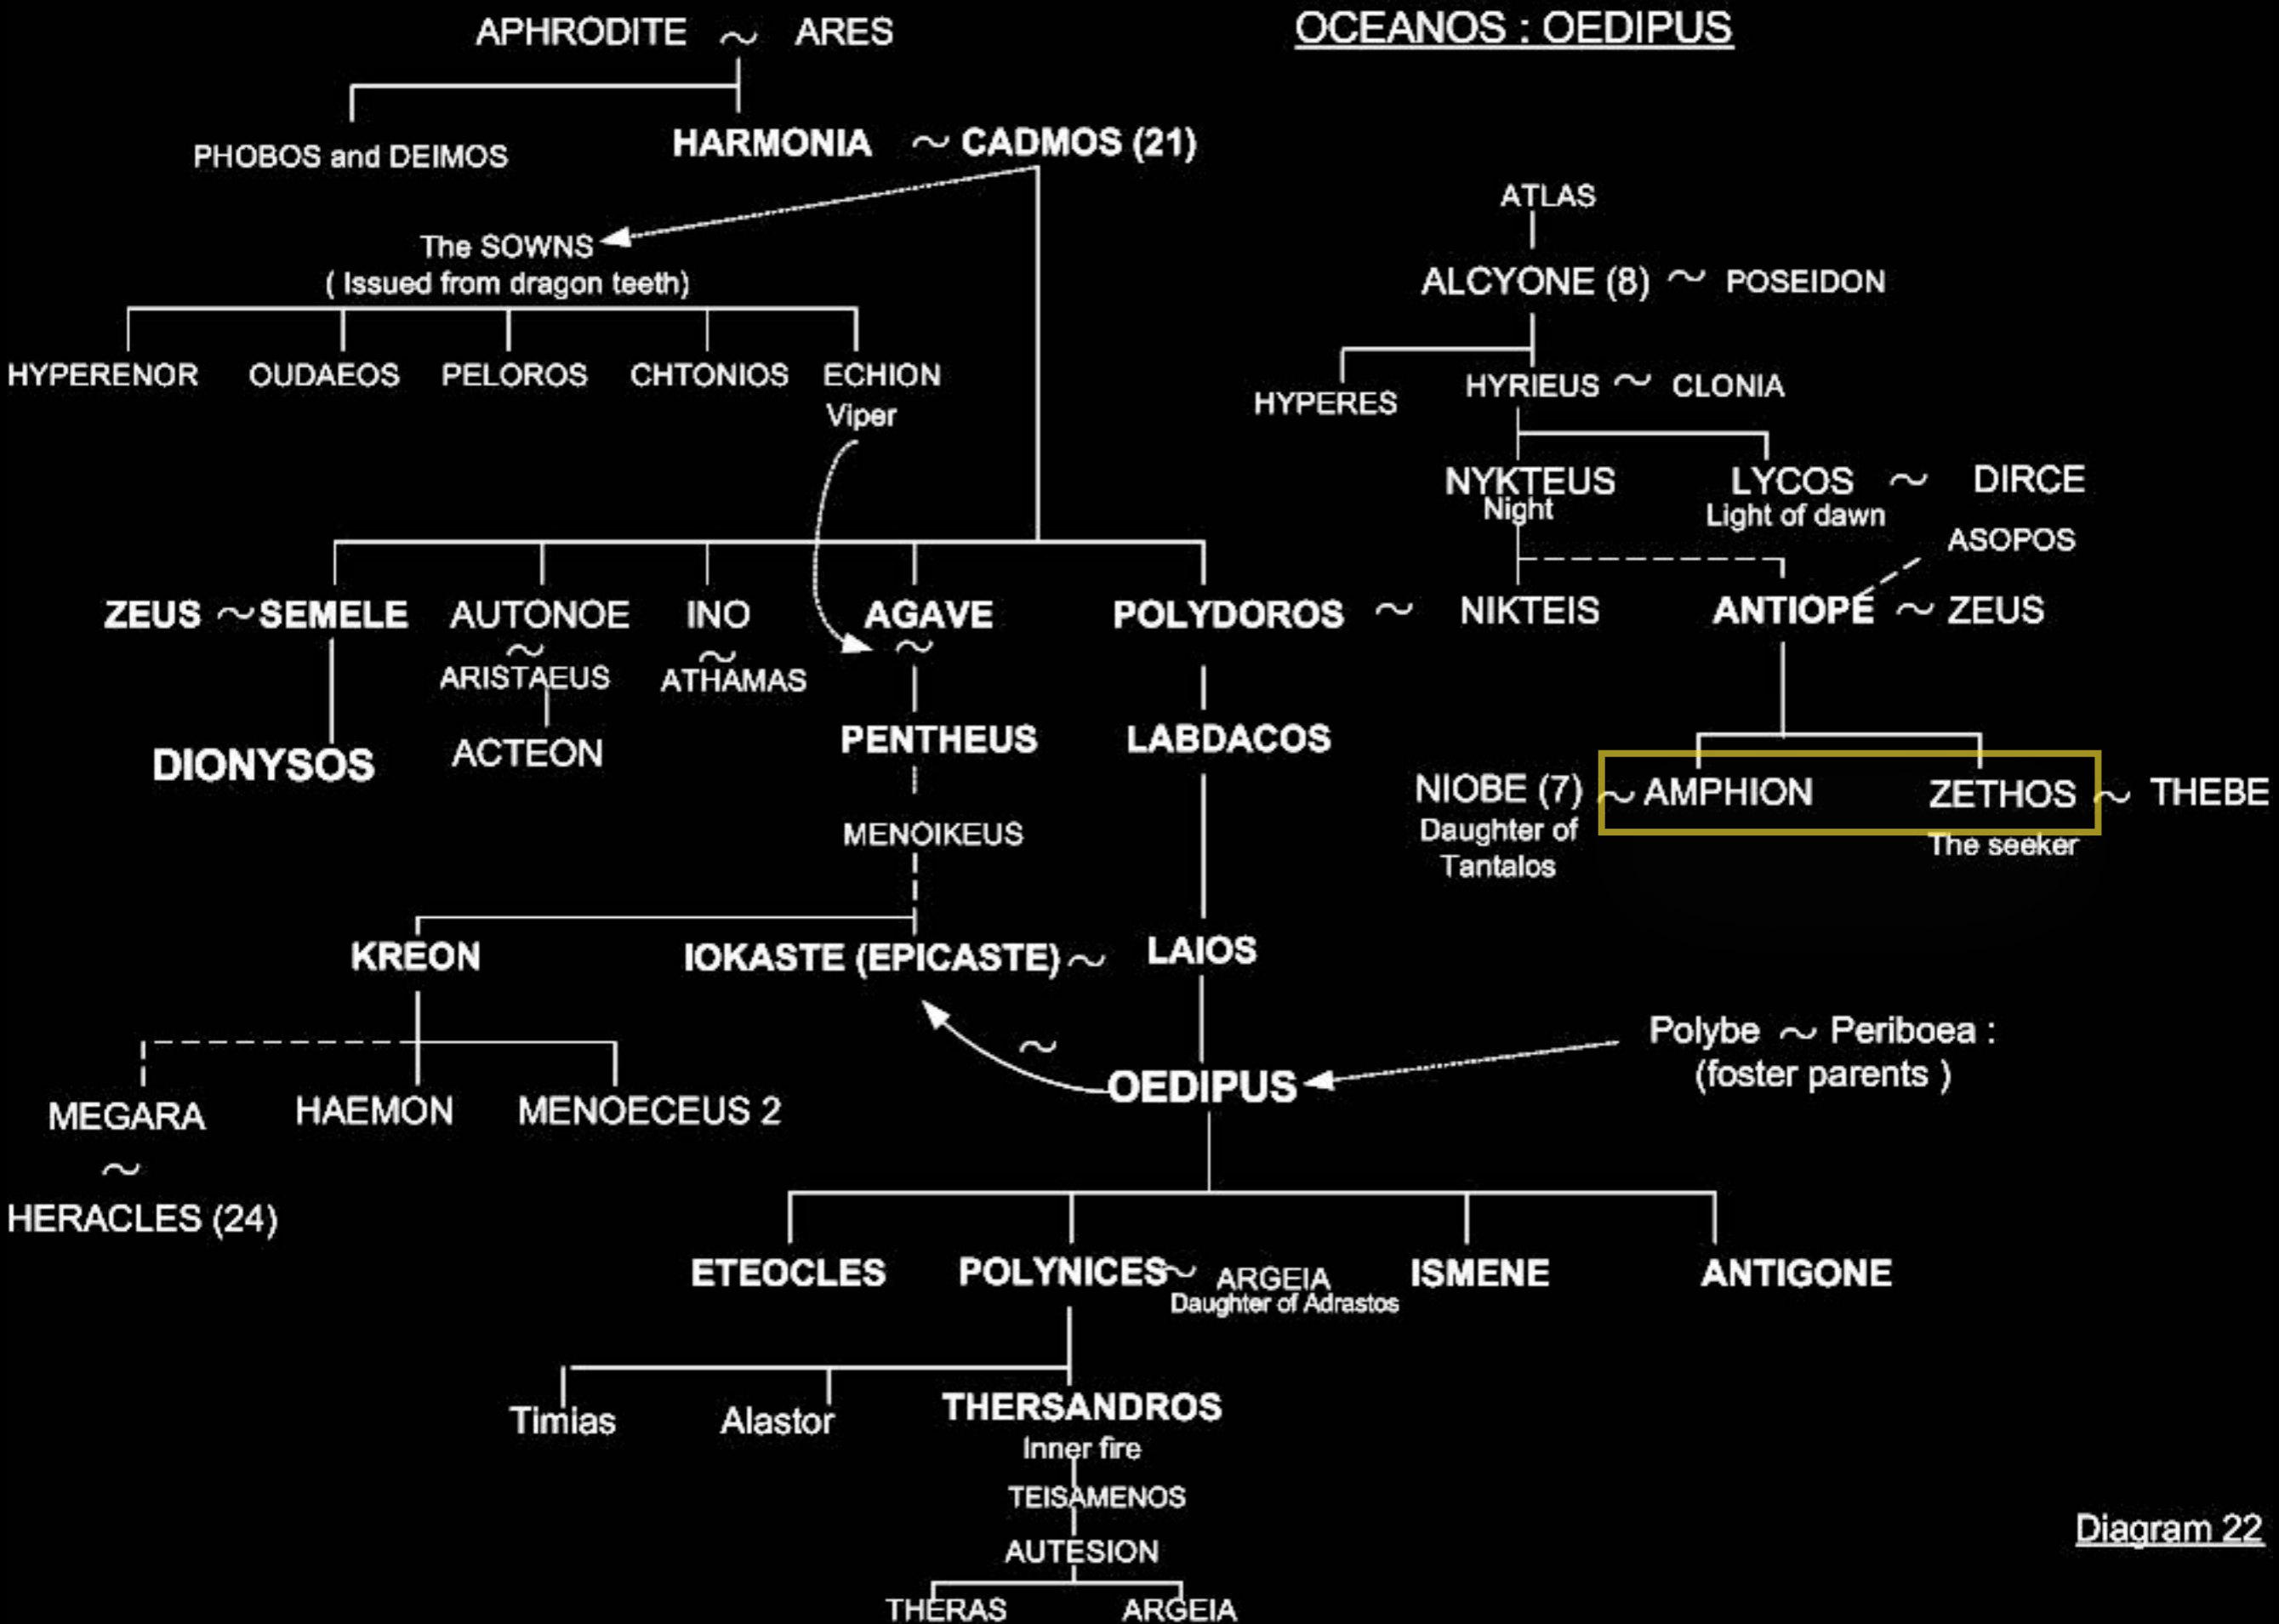 OCEANOS : OEDIPUS
APHRODITE ~ ARES
PHOBOS and DEIMOS
HARMONIA ~ CADMOS (21)
The SOWNS
( Issued from dragon teeth)
HYPERENOR OUDAEOS PELOROS CHTONIOS ECHION
Viper
ATLAS
ALCYONE (8) ~ POSEIDON
HYPERES
HYRIEUS ~ CLONIA
NYKTEUS
Night
LYCOS ~ DIRCE
Light of dawn
ASOPOS
ZEUS ~ SEMELE AUTONOE INO AGAVE POLYDOROS ~ NIKTEIS ANTIOPE ~ ZEUS
~ ~ ~
ARISTAEUS ATHAMAS
DIONYSOS ACTEON PENTHEUS LABDACOS
NIOBE (7) ~ AMPHION ZETHOS ~ THEBE
Daughter of
Tantalos
The seeker
MENOIKEUS
KREON IOKASTE (EPICASTE) ~ LAIOS
~
OEDIPUS
Polybe ~ Periboea :
(foster parents )
MEGARA HAEMON MENOECEUS 2
~
HERACLES (24)
ETEOCLES POLYNICES ~ ARGEIA ISMENE ANTIGONE
Daughter of Adrastos
Timias Alastor THERSANDROS
Inner fire
TEISAMENOS
AUTESION
THERAS ARGEIA
Diagram 22